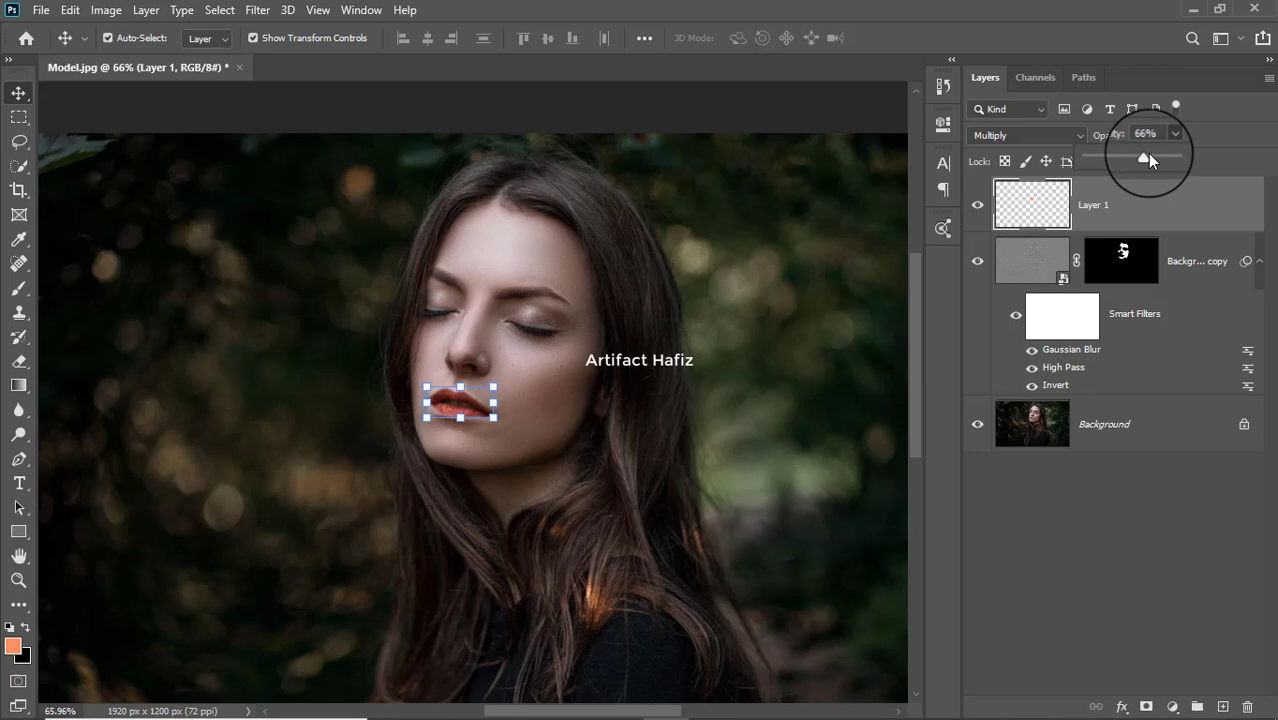 Ps File Edit Image Layer Type Select Filter 3D View Window Help
Auto-Select: Layer Show Transform Controls 3D Mode:
Model.jpg @ 66% (Layer 1, RGB/8#) * ×
Layers Channels Paths
Kind
Multiply 66%
Lock:
Layer 1
Backgr... copy
Smart Filters
Gaussian Blur
High Pass
Invert
Background
Artifact Hafiz
65.96% 1920 px x 1200 px (72 ppi)